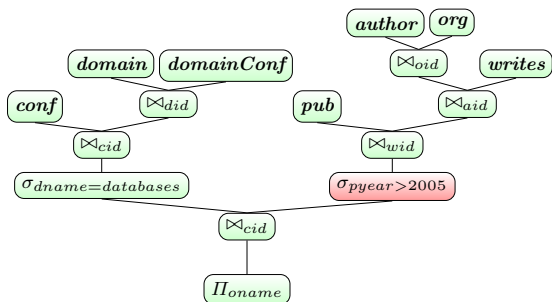 author org
⋈oid
domain domainConf writes
⋈did ⋈aid
conf pub
⋈cid ⋈wid
σdname=databases σpyear>2005
⋈cid
Πoname